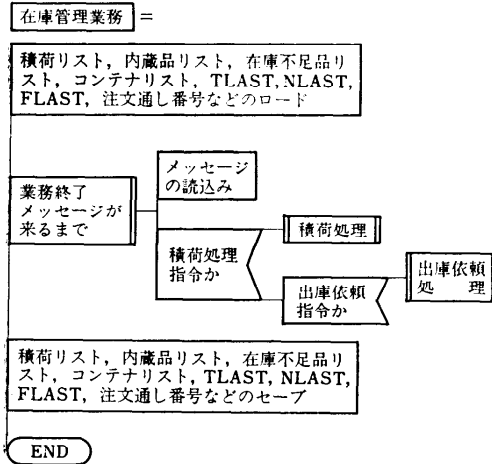 在庫管理業務 =
積荷リスト,内蔵品リスト,在庫不足品リ
スト,コンテナリスト,TLAST,NLAST,
FLAST,注文通し番号などのロード
業務終了
メッセージが
来るまで
メッセージ
の読込み
積荷処理
指令か
積荷処理
出庫依頼
指令か
出庫依頼
処 理
積荷リスト,内蔵品リスト,在庫不足品リ
スト,コンテナリスト,TLAST,NLAST,
FLAST,注文通し番号などのセーブ
END